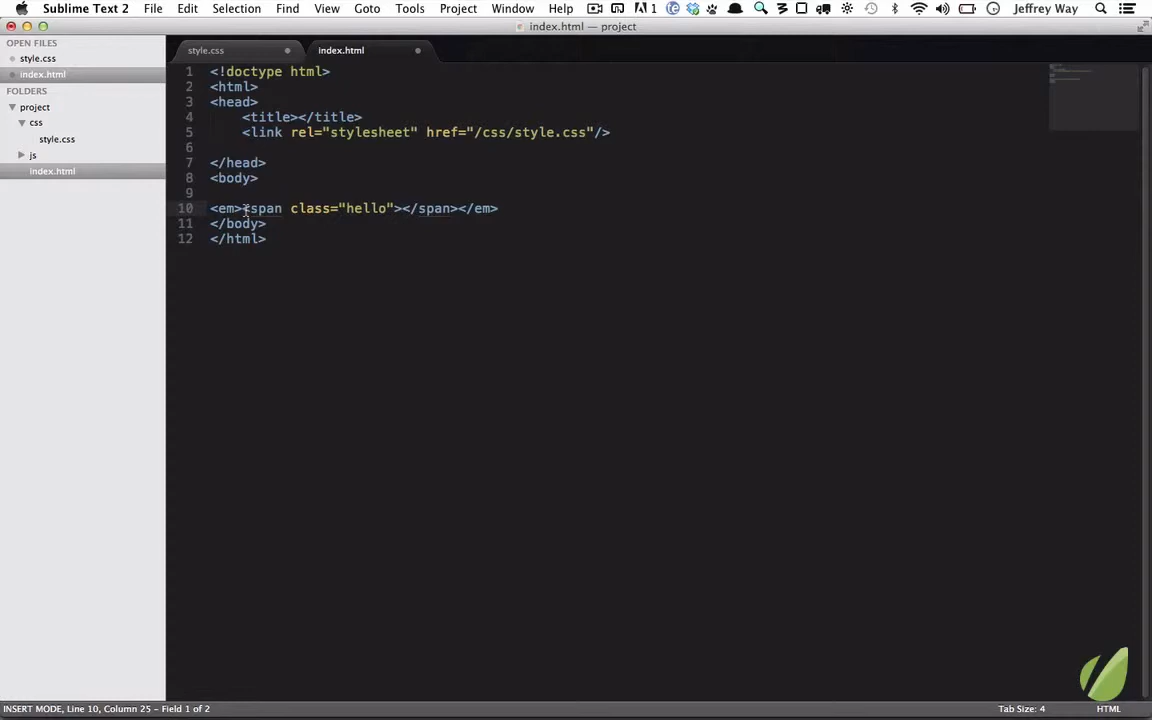 Sublime Text 2 File Edit Selection Find View Goto Tools Project Window Help 1 Jeffrey Way
index.html — project
OPEN FILES
style.css
index.html
FOLDERS
project
css
style.css
js
index.html
style.css index.html
1 <!doctype html>
2 <html>
3 <head>
4 <title></title>
5 <link rel="stylesheet" href="/css/style.css"/>
6
7 </head>
8 <body>
9
10 <em><span class="hello"></span></em>
11 </body>
12 </html>
INSERT MODE, Line 10, Column 25 - Field 1 of 2 Tab Size: 4 HTML